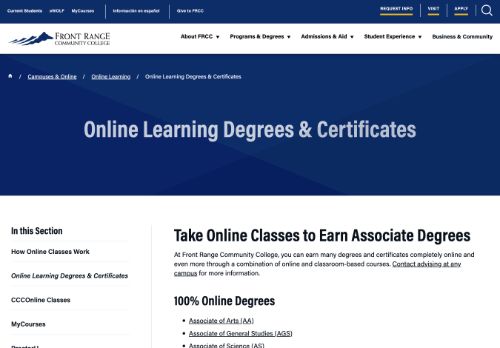 Current Students eWOLF MyCourses Información en español Give to FRCC REQUEST INFO VISIT APPLY
FRONT RANGE
COMMUNITY COLLEGE
About FRCC Programs & Degrees Admissions & Aid Student Experience Business & Community
/ Campuses & Online / Online Learning / Online Learning Degrees & Certificates
Online Learning Degrees & Certificates
In this Section
How Online Classes Work
Online Learning Degrees & Certificates
CCCOnline Classes
MyCourses
Take Online Classes to Earn Associate Degrees
At Front Range Community College, you can earn many degrees and certificates completely online and
even more through a combination of online and classroom-based courses. Contact advising at any
campus for more information.
100% Online Degrees
Associate of Arts (AA)
Associate of General Studies (AGS)
Associate of Science (AS)